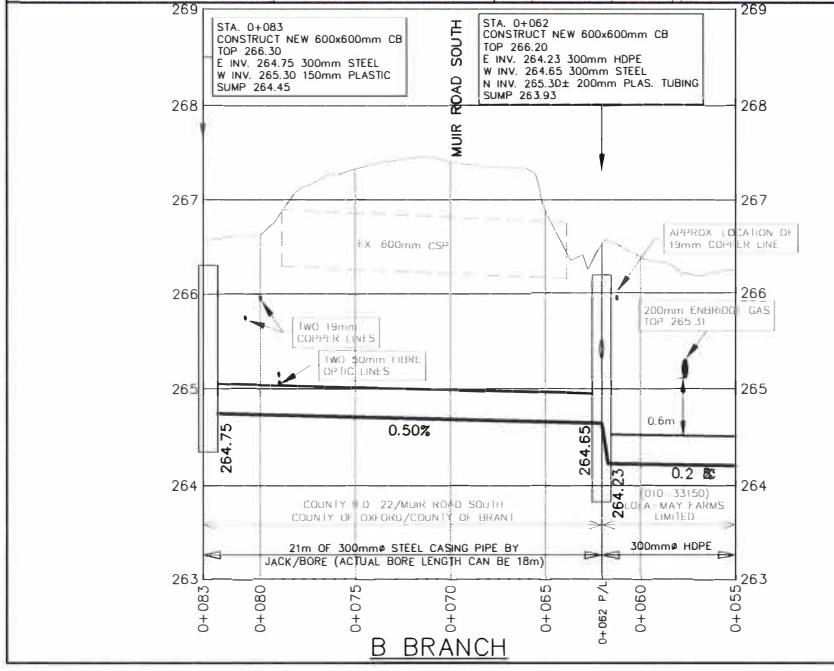 269
268
267
266
265
264
263
STA. 0+083
CONSTRUCT NEW 600x600mm CB
TOP 266.30
E INV. 264.75 300mm STEEL
W INV. 265.30 150mm PLASTIC
SUMP 264.45
MUIR ROAD SOUTH
STA. 0+062
CONSTRUCT NEW 600x600mm CB
TOP 266.20
E INV. 264.23 300mm HDPE
W INV. 264.65 300mm STEEL
N INV. 265.30± 200mm PLAS. TUBING
SUMP 263.93
269
268
267
266
265
264
263
EX 600mm CSP
APPROX LOCATION OF
19mm COPPER LINE
200mm ENBRIDGE GAS
TOP 265.31
TWO 19mm
COPPER LINES
TWO 50mm FIBRE
OPTIC LINES
0.6m
264.75
0.50%
264.65
264.23
0.2
COUNTY 22/MUIR ROAD SOUTH
COUNTY OF OXFORD/COUNTY OF BRANT
(010-33150)
MAY FARMS
LIMITED
21m OF 300mmø STEEL CASING PIPE BY
JACK/BORE (ACTUAL BORE LENGTH CAN BE 18m)
300mmø HDPE
0+083
0+080
0+075
0+070
0+065
0+062 P/L
0+060
0+055
B BRANCH